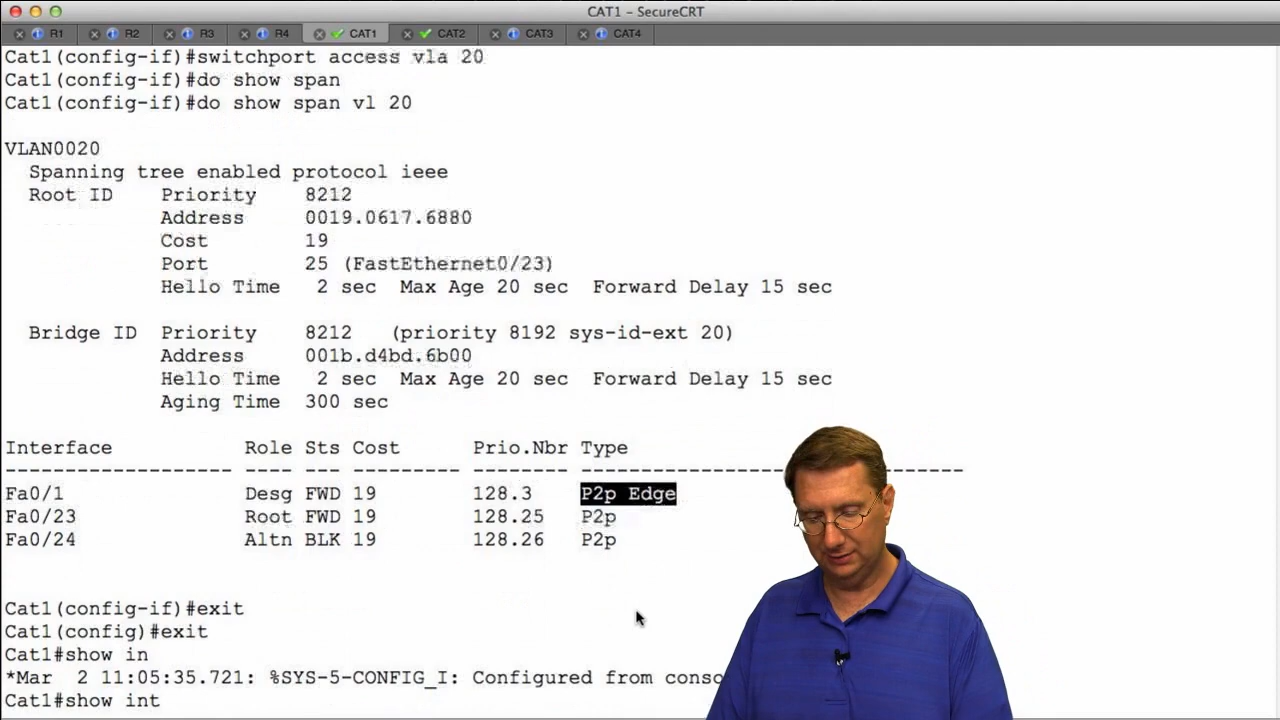 CAT1 – SecureCRT
R1 R2 R3 R4 CAT1 CAT2 CAT3 CAT4
Cat1(config-if)#switchport access vla 20
Cat1(config-if)#do show span
Cat1(config-if)#do show span vl 20
VLAN0020
Spanning tree enabled protocol ieee
Root ID Priority 8212
Address 0019.0617.6880
Cost 19
Port 25 (FastEthernet0/23)
Hello Time 2 sec Max Age 20 sec Forward Delay 15 sec
Bridge ID Priority 8212 (priority 8192 sys-id-ext 20)
Address 001b.d4bd.6b00
Hello Time 2 sec Max Age 20 sec Forward Delay 15 sec
Aging Time 300 sec
Interface Role Sts Cost Prio.Nbr Type
------------------- ---- --- --------- -------- --------------------------------
Fa0/1 Desg FWD 19 128.3 P2p Edge
Fa0/23 Root FWD 19 128.25 P2p
Fa0/24 Altn BLK 19 128.26 P2p
Cat1(config-if)#exit
Cat1(config)#exit
Cat1#show in
*Mar 2 11:05:35.721: %SYS-5-CONFIG_I: Configured from conso
Cat1#show int